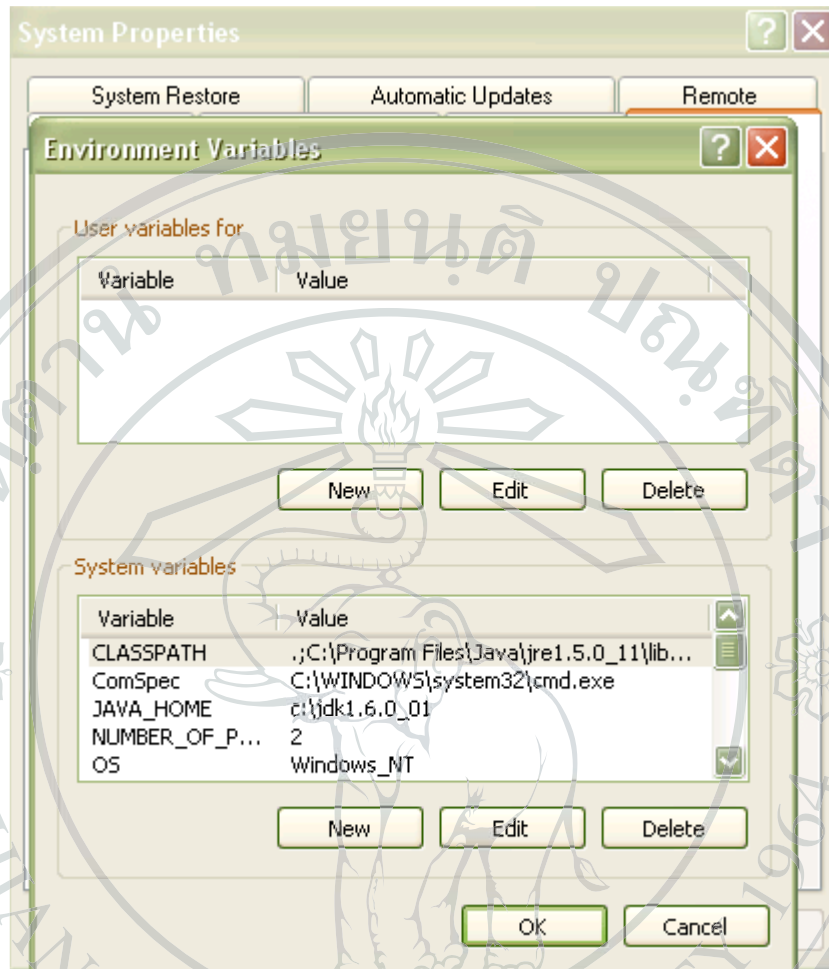 System Properties
System Restore Automatic Updates Remote
Environment Variables
User variables for
Variable Value
New Edit Delete
System variables
Variable Value
CLASSPATH .;C:\Program Files\Java\jre1.5.0_11\lib...
ComSpec C:\WINDOWS\system32\cmd.exe
JAVA_HOME c:\jdk1.6.0_01
NUMBER_OF_P... 2
OS Windows_NT
New Edit Delete
OK Cancel
1964